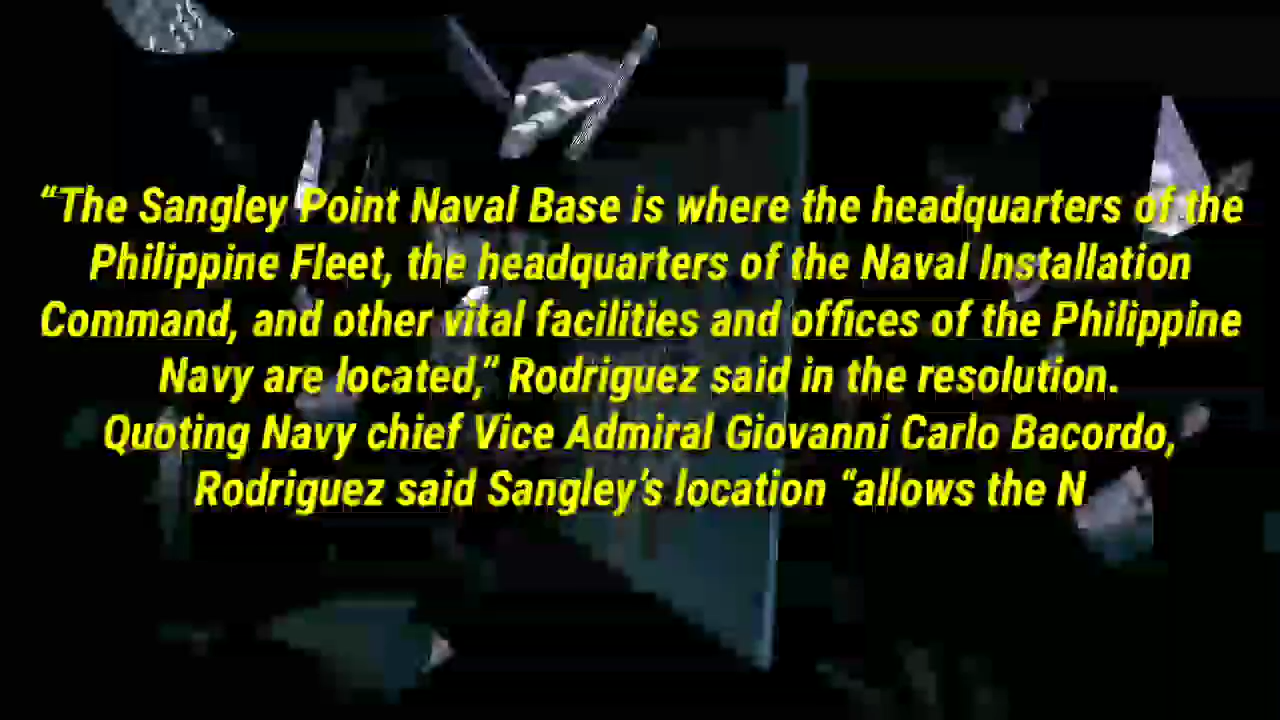 “The Sangley Point Naval Base is where the headquarters of the
Philippine Fleet, the headquarters of the Naval Installation
Command, and other vital facilities and offices of the Philippine
Navy are located,” Rodriguez said in the resolution.
Quoting Navy chief Vice Admiral Giovanni Carlo Bacordo,
Rodriguez said Sangley’s location “allows the N